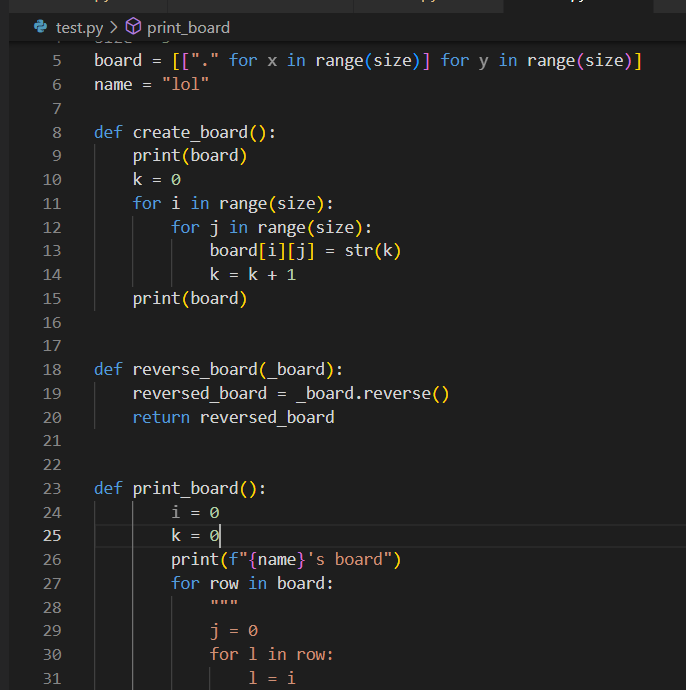 test.py > print_board
5 board = [["." for x in range(size)] for y in range(size)]
6 name = "lol"
7
8 def create_board():
9     print(board)
10     k = 0
11     for i in range(size):
12         for j in range(size):
13             board[i][j] = str(k)
14             k = k + 1
15     print(board)
16
17
18 def reverse_board(_board):
19     reversed_board = _board.reverse()
20     return reversed_board
21
22
23 def print_board():
24         i = 0
25         k = 0
26         print(f"{name}'s board")
27         for row in board:
28             """
29             j = 0
30             for l in row:
31                 l = i